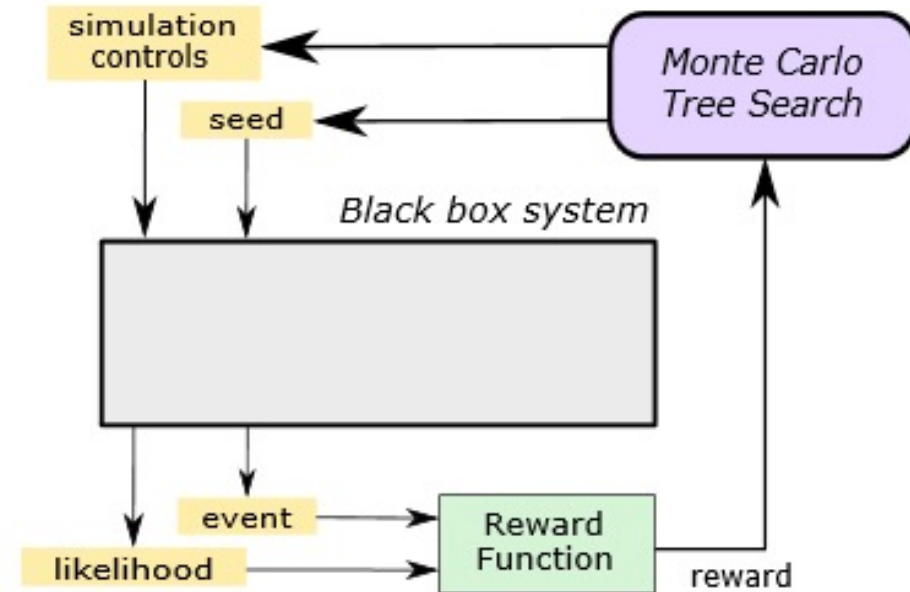 simulation
controls
Monte Carlo
Tree Search
seed
Black box system
event
likelihood
Reward
Function
reward